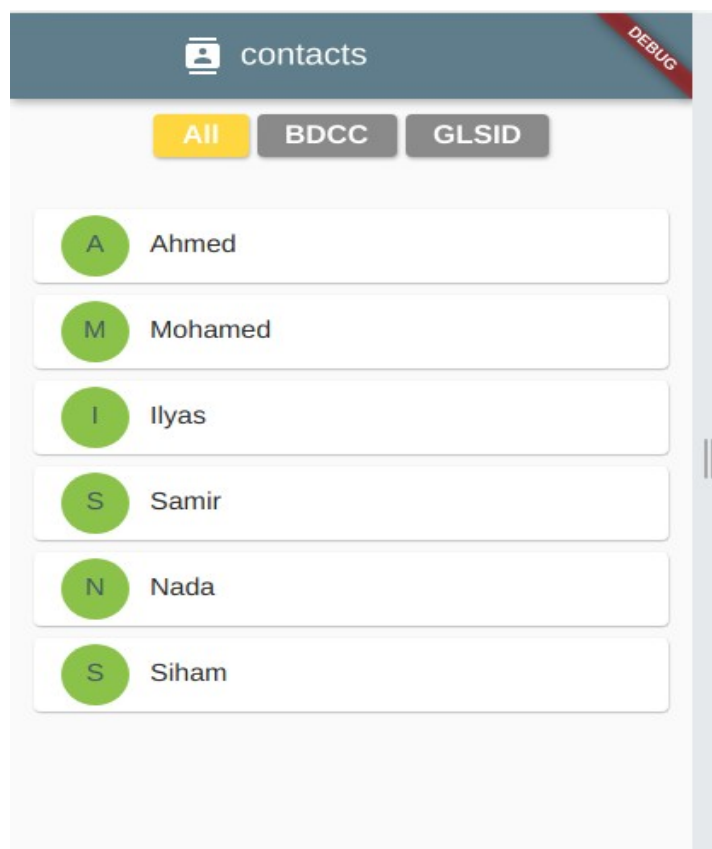 contacts
DEBUG
All BDCC GLSID
A Ahmed
M Mohamed
I Ilyas
S Samir
N Nada
S Siham